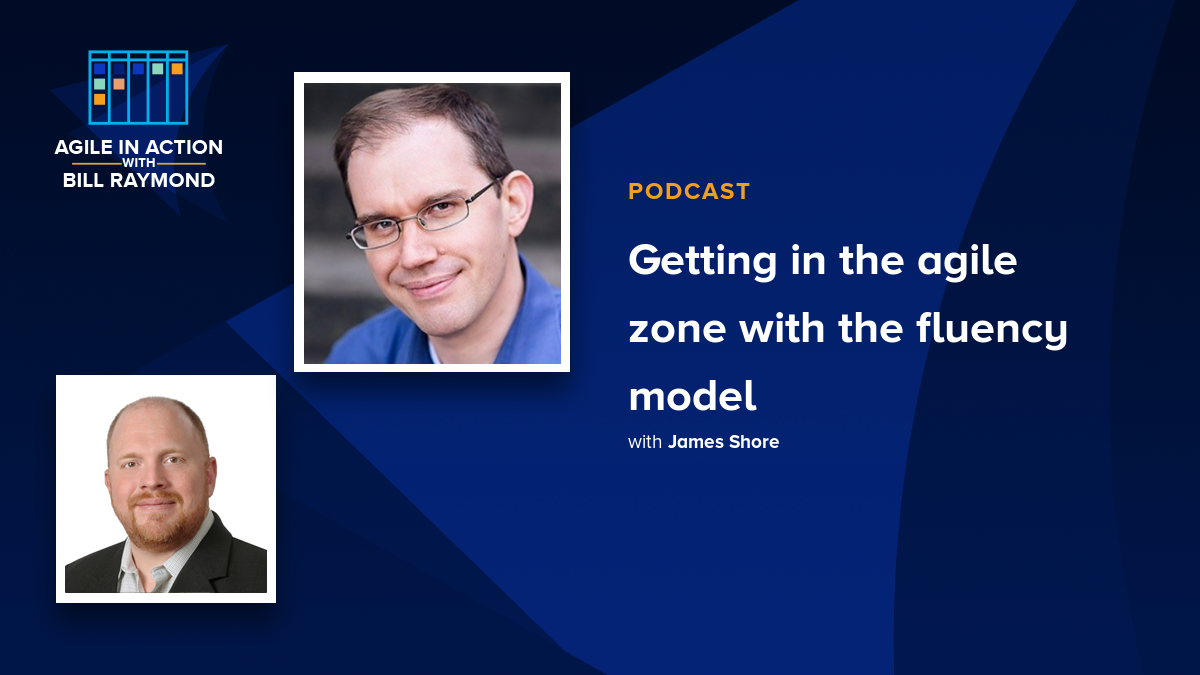 AGILE IN ACTION
WITH
BILL RAYMOND
PODCAST
Getting in the agile
zone with the fluency
model
with James Shore